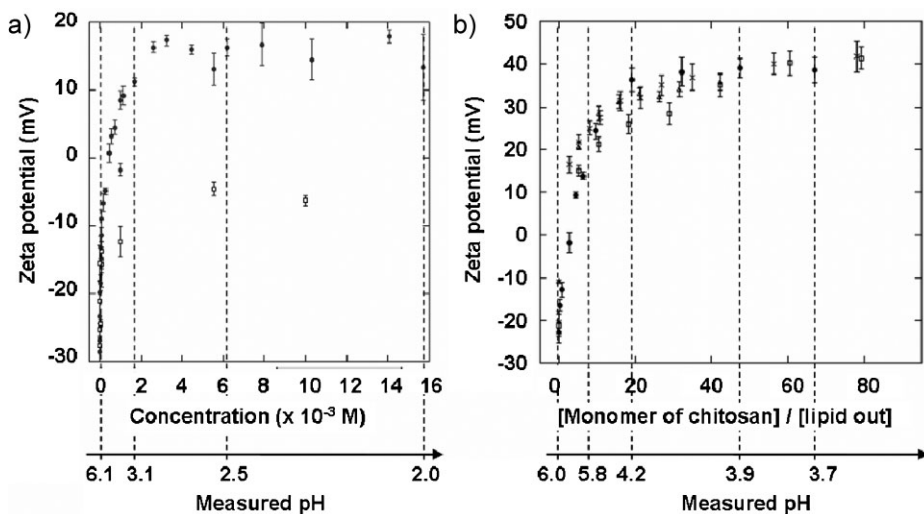 a)
Zeta potential (mV)
20
10
0
-10
-20
-30
0 2 4 6 8 10 12 14 16
Concentration (x 10⁻³ M)
6.1 3.1 2.5 2.0
Measured pH
b)
Zeta potential (mV)
50
40
30
20
10
0
-10
-20
-30
0 20 40 60 80
[Monomer of chitosan] / [lipid out]
6.0 5.8 4.2 3.9 3.7
Measured pH